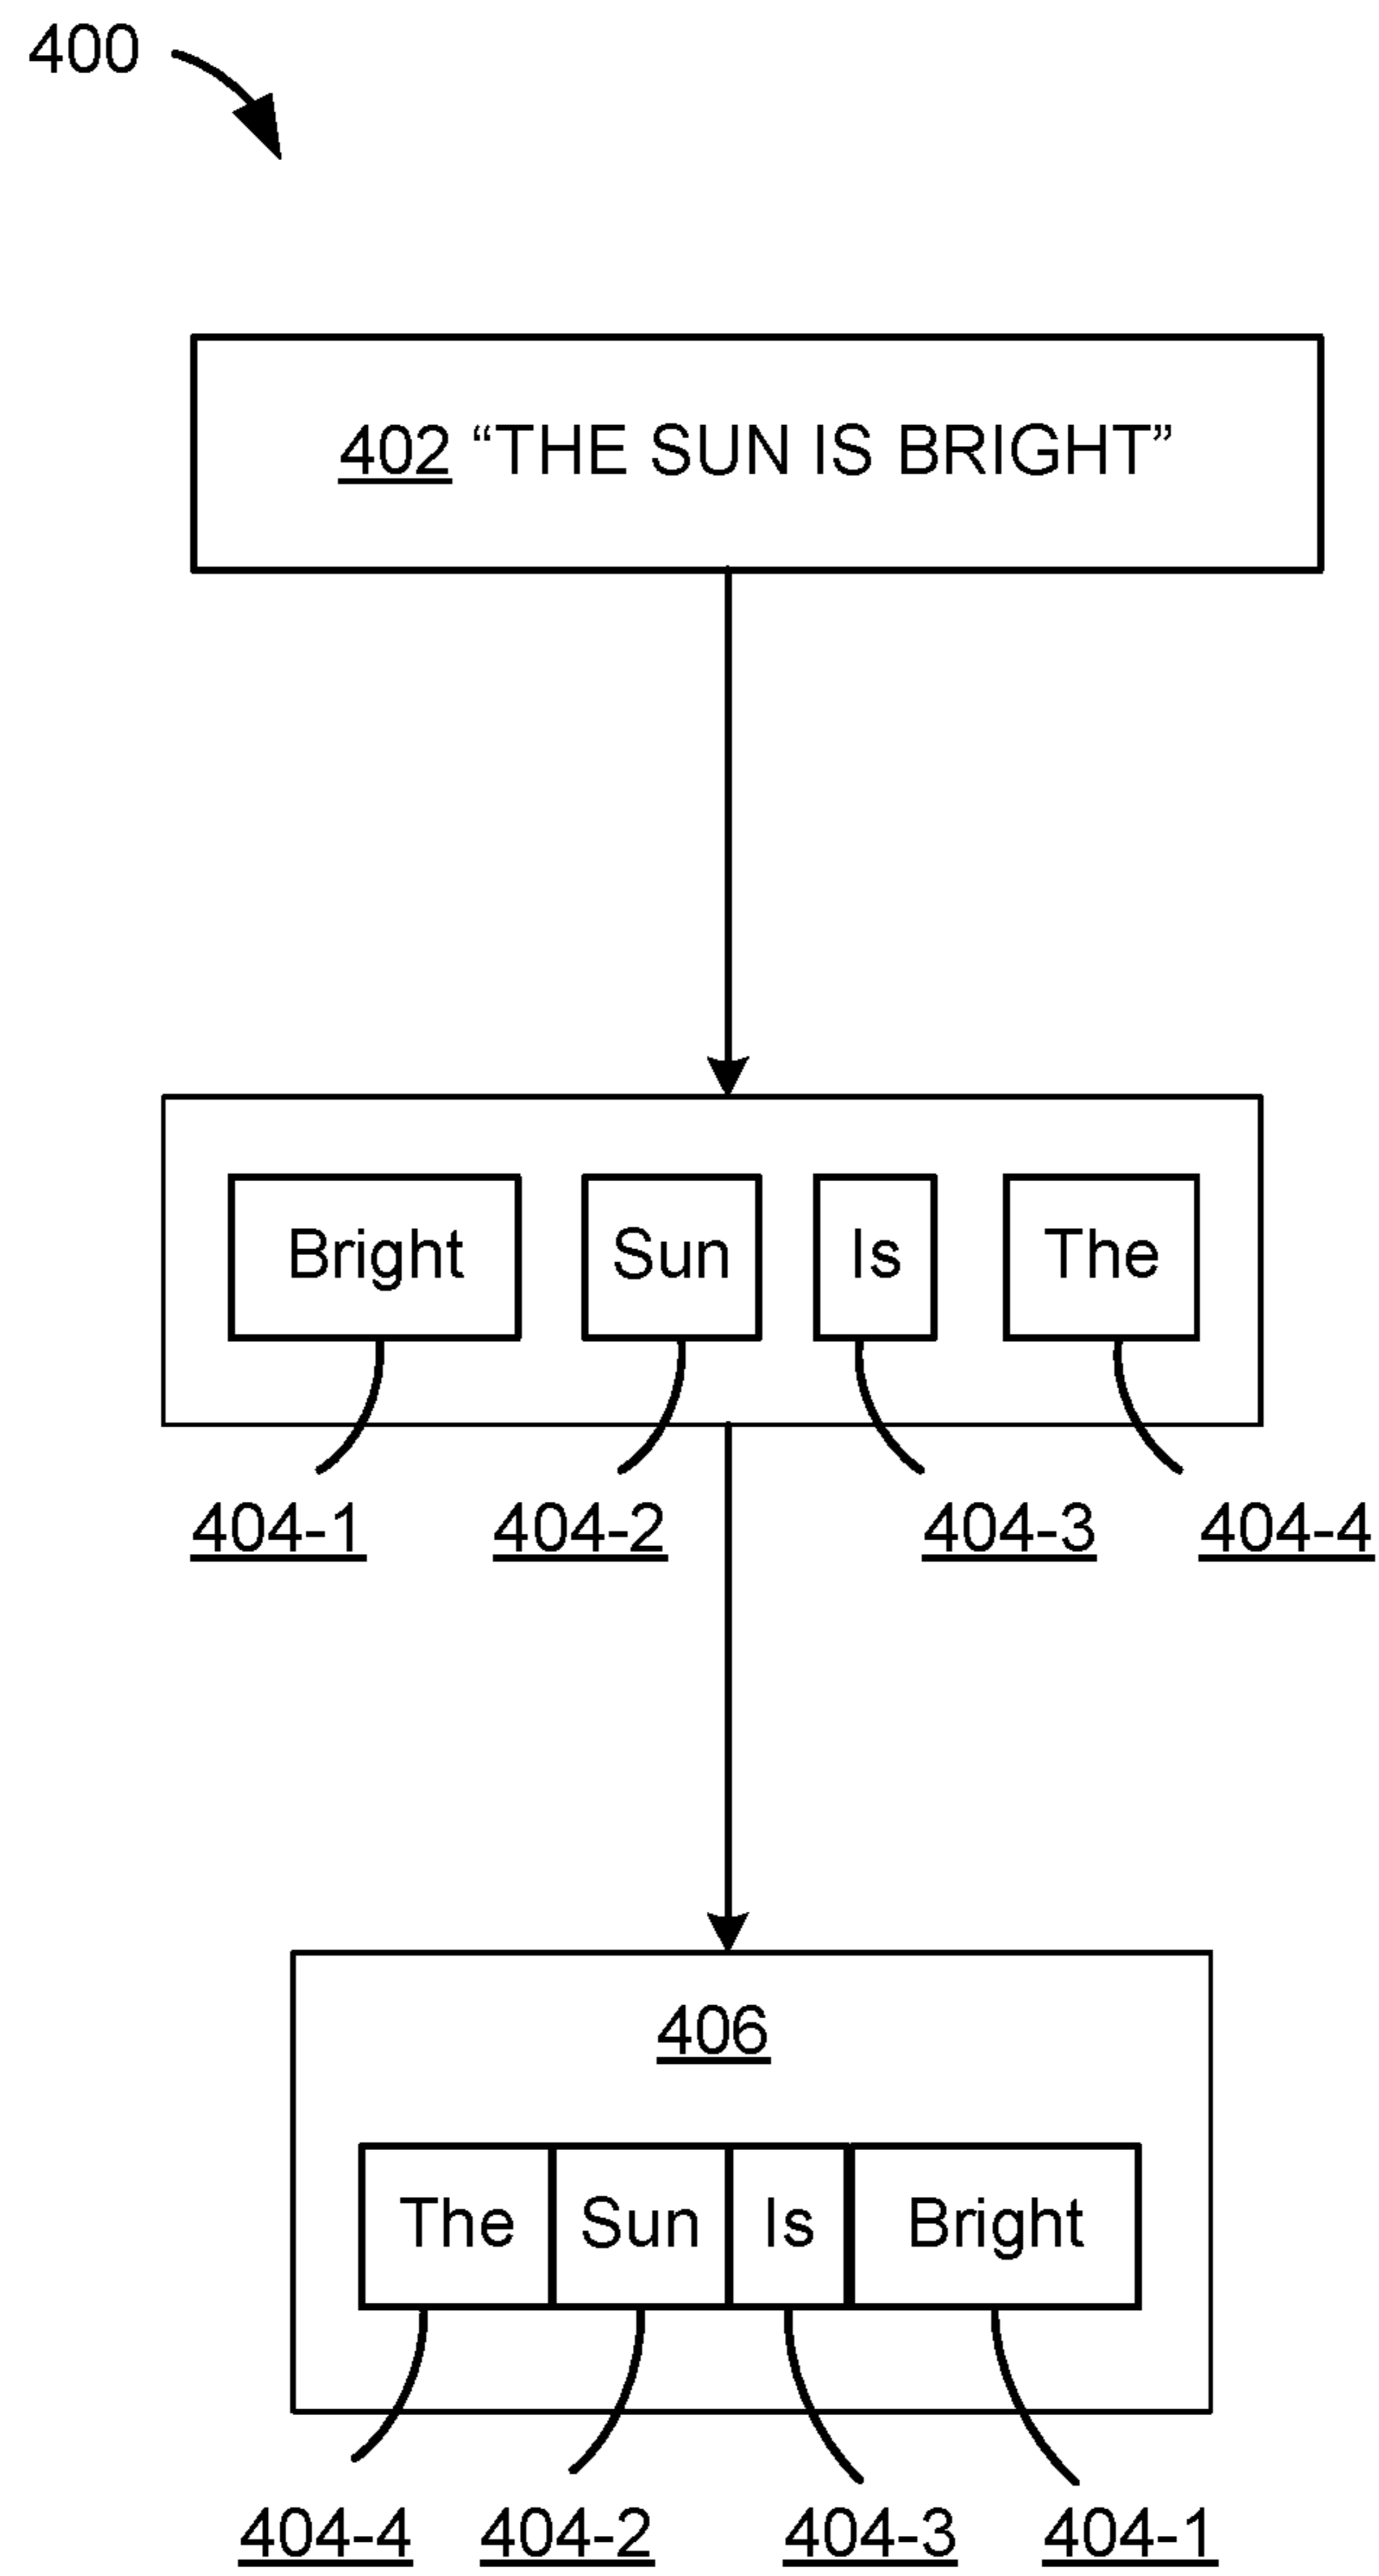 400
402 “THE SUN IS BRIGHT”
Bright Sun Is The
404-1 404-2 404-3 404-4
406
The Sun Is Bright
404-4 404-2 404-3 404-1